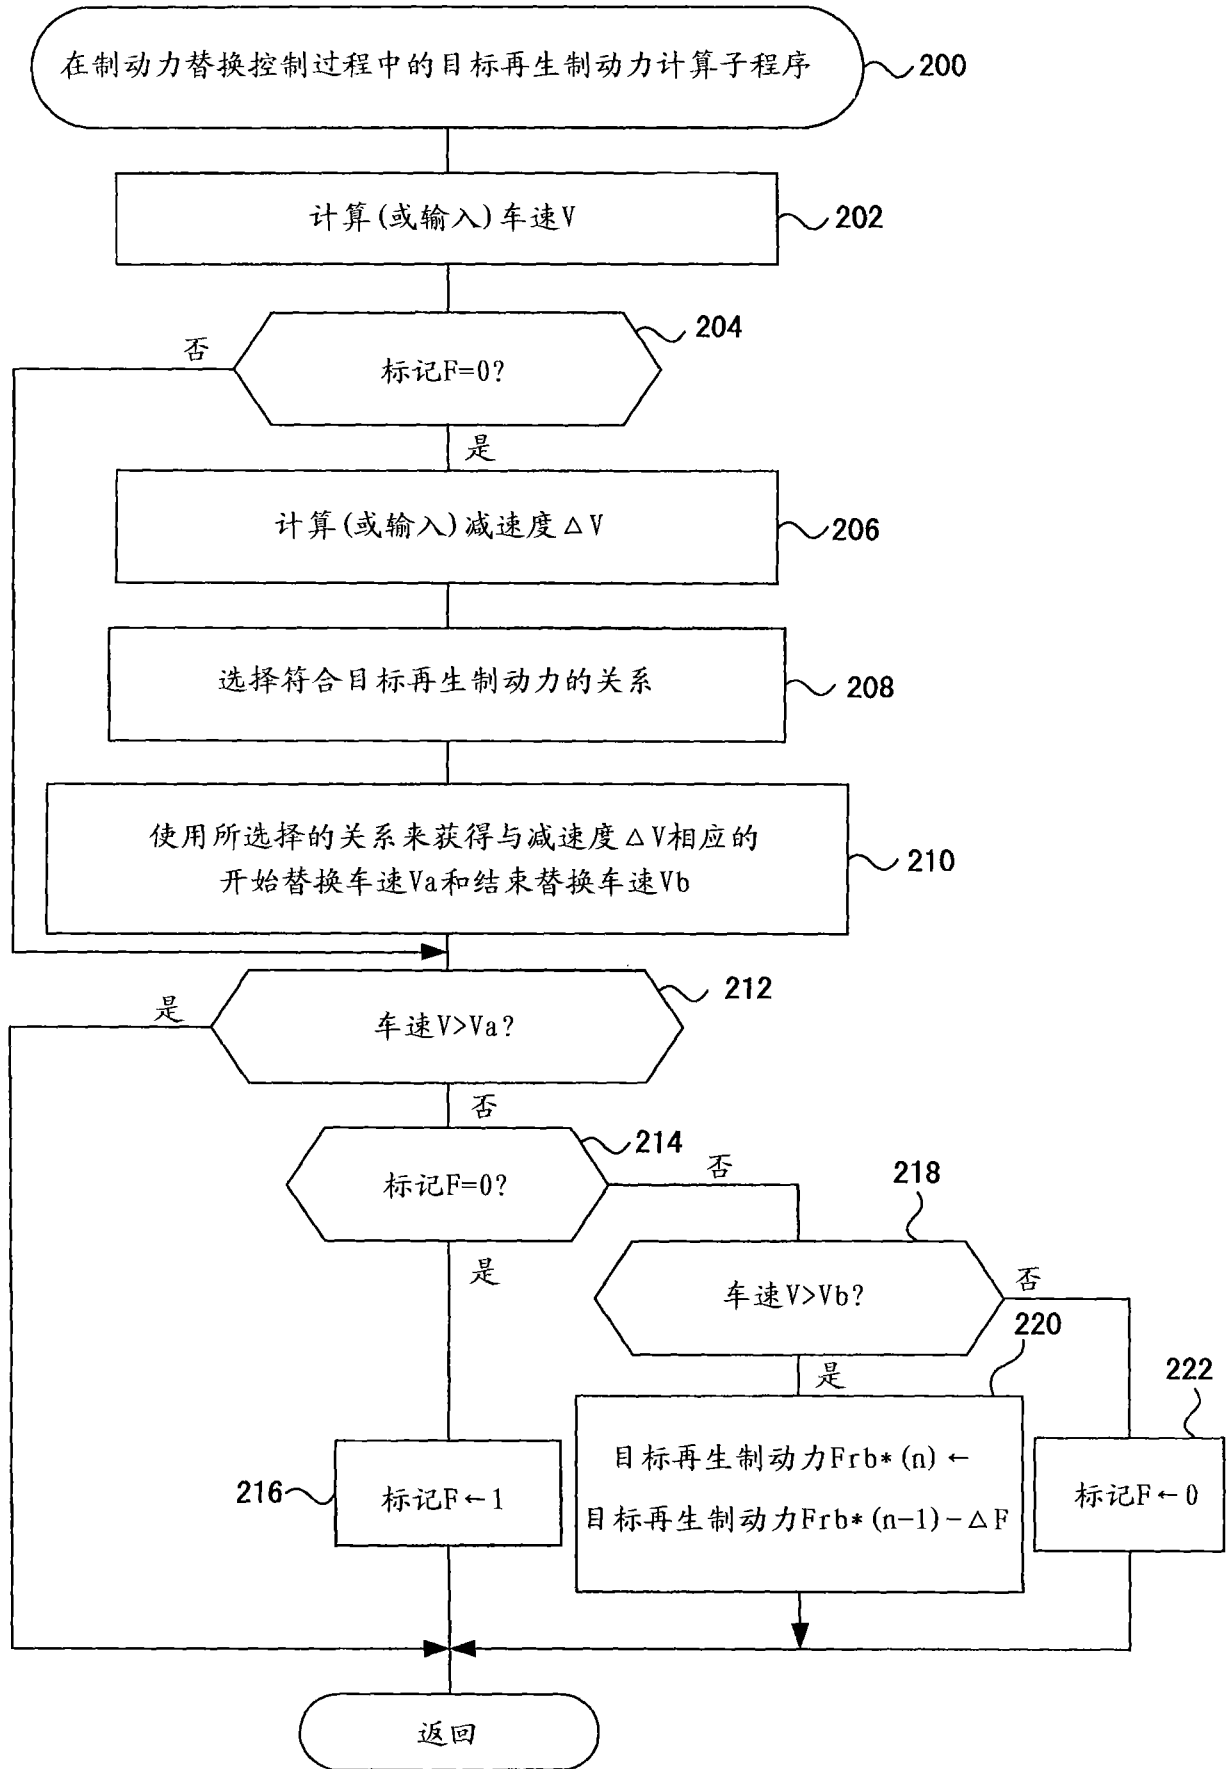 在制动力替换控制过程中的目标再生制动力计算子程序
200
计算(或输入)车速V
202
204
否
标记F=0?
是
计算(或输入)减速度△V
206
选择符合目标再生制动力的关系
208
使用所选择的关系来获得与减速度△V相应的
开始替换车速Va和结束替换车速Vb
210
212
是
车速V>Va?
否
214
标记F=0?
否
218
是
车速V>Vb?
否
220
是
222
目标再生制动力Frb*(n)←
目标再生制动力Frb*(n-1)-△F
216
标记F←1
标记F←0
返回